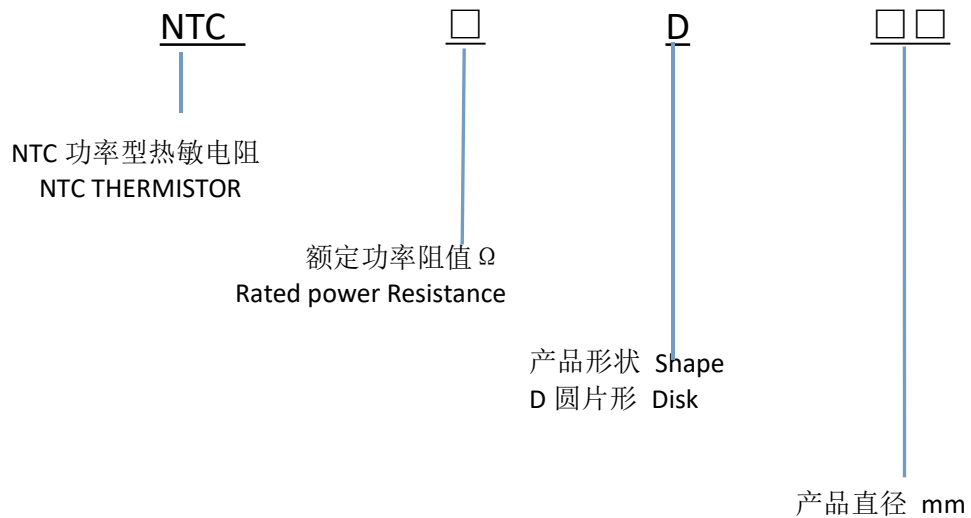 NTC □ D □□
NTC 功率型热敏电阻
NTC THERMISTOR
额定功率阻值 Ω
Rated power Resistance
产品形状 Shape
D 圆片形 Disk
产品直径 mm